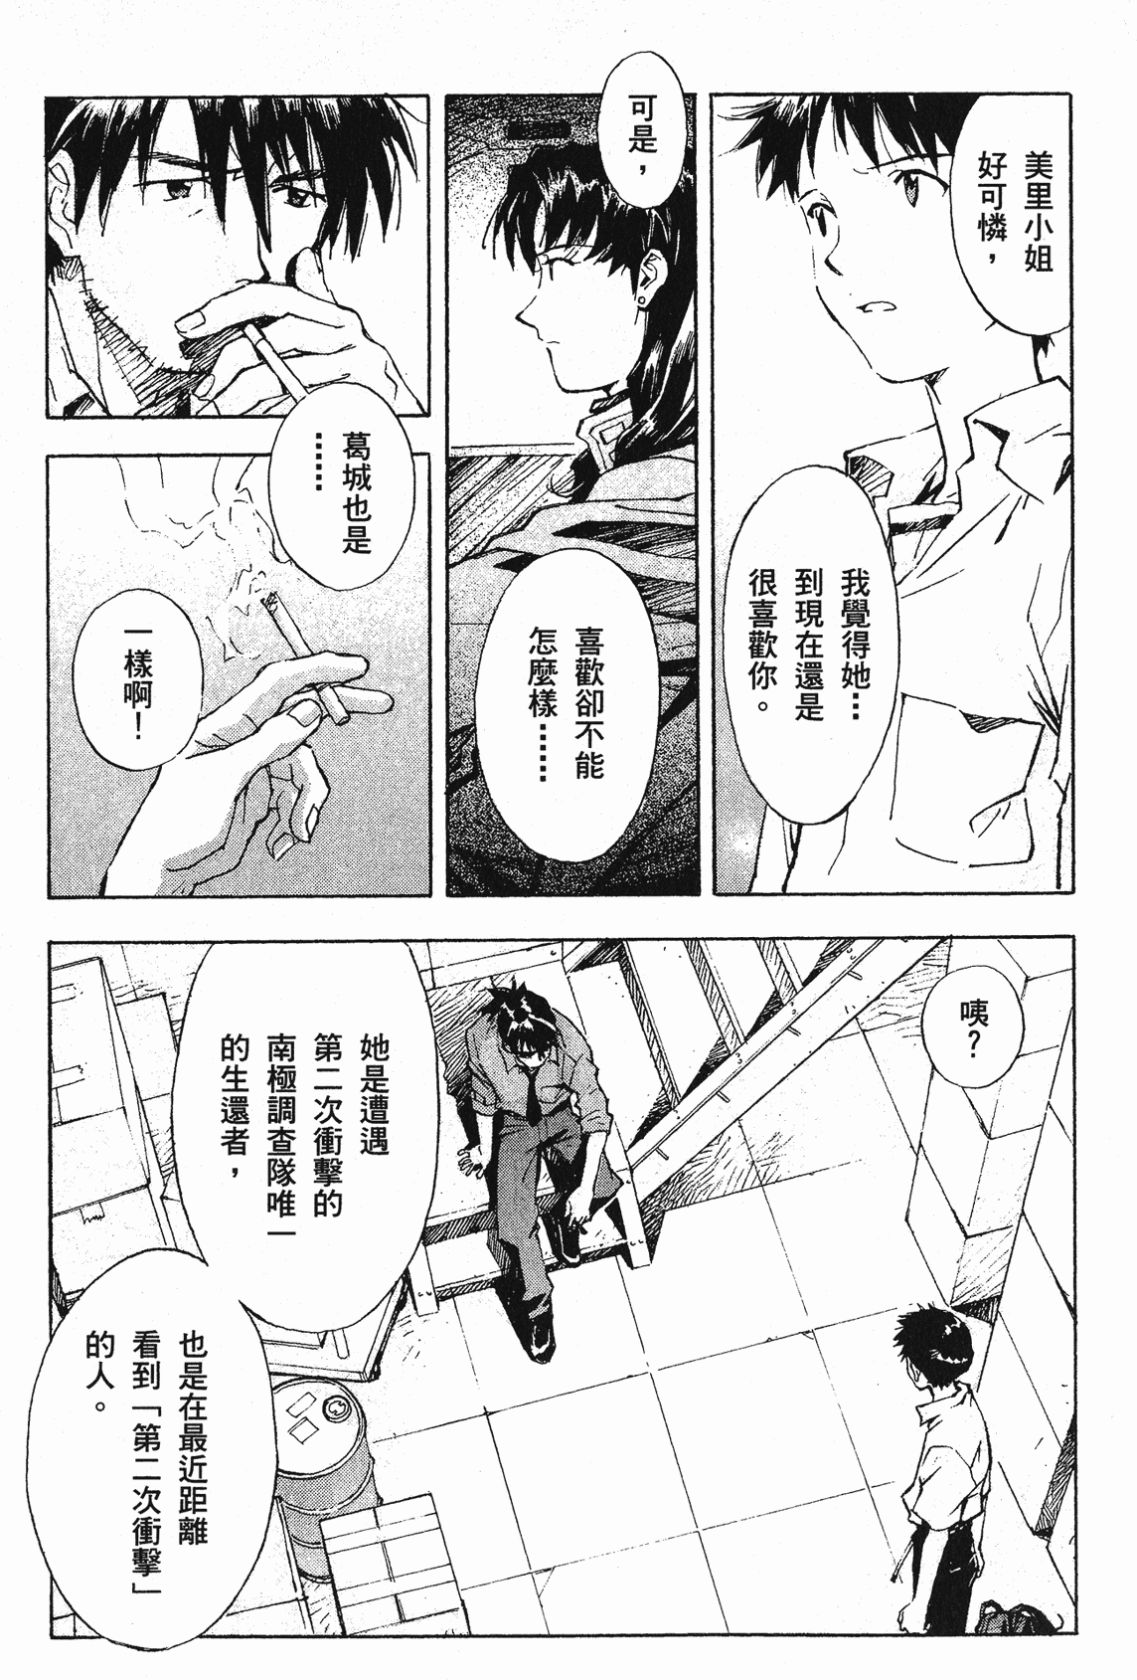 美里小姐
好可憐，
我覺得她…
到現在還是
很喜歡你。
可是，
喜歡卻不能
怎麼樣……
葛城也是
……
一樣啊！
咦？
她是遭遇
第二次衝擊的
南極調查隊唯一
的生還者，
也是在最近距離
看到「第二次衝擊」
的人。